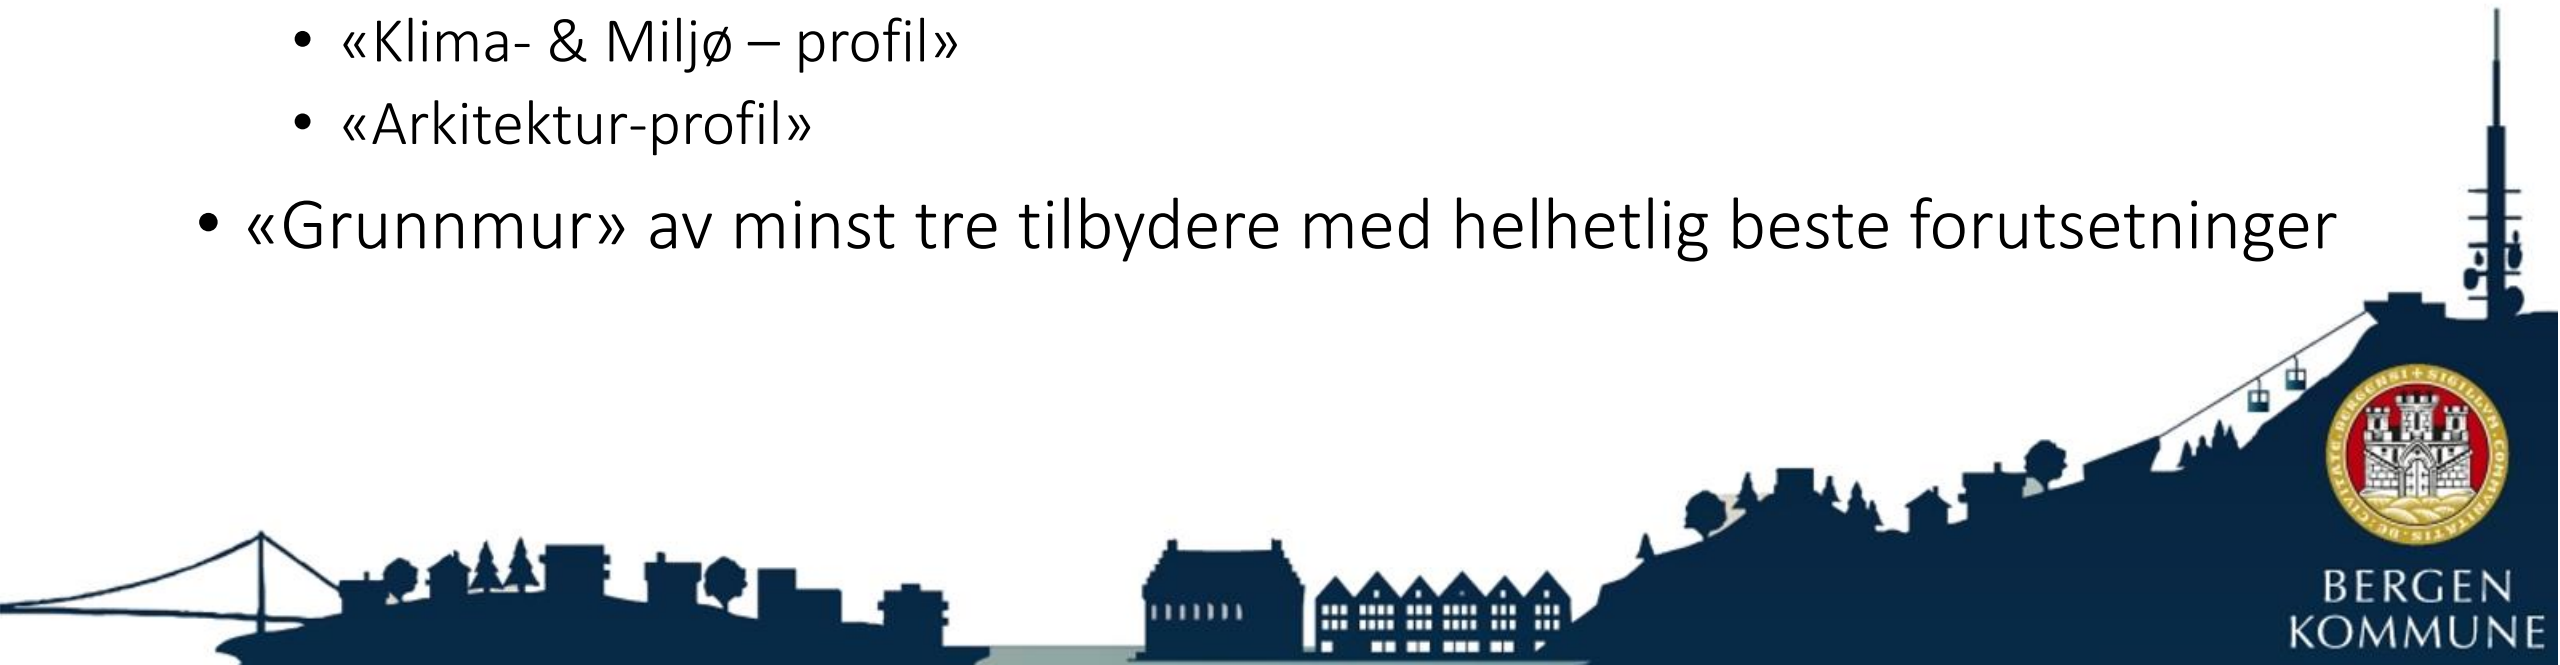 • «Klima- & Miljø – profil»
• «Arkitektur-profil»
• «Grunnmur» av minst tre tilbydere med helhetlig beste forutsetninger
BERGEN
KOMMUNE